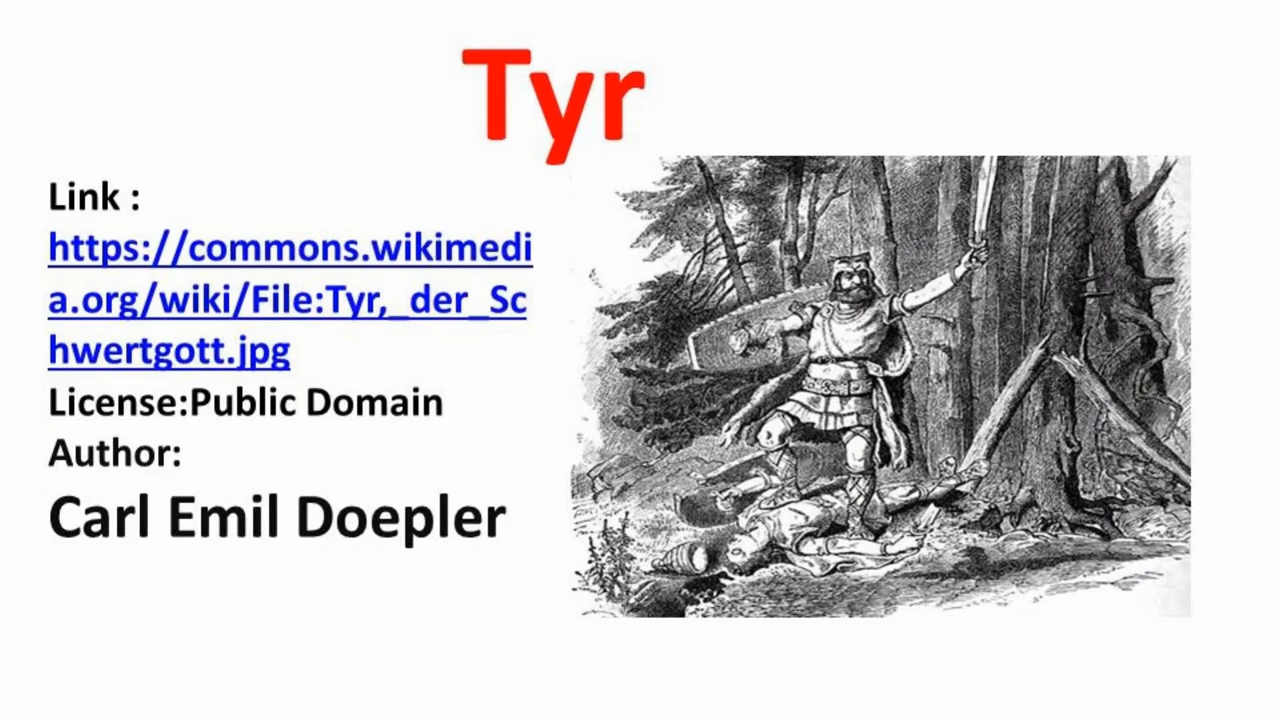 Tyr
Link :
https://commons.wikimedi
a.org/wiki/File:Tyr,_der_Sc
hwertgott.jpg
License:Public Domain
Author:
Carl Emil Doepler